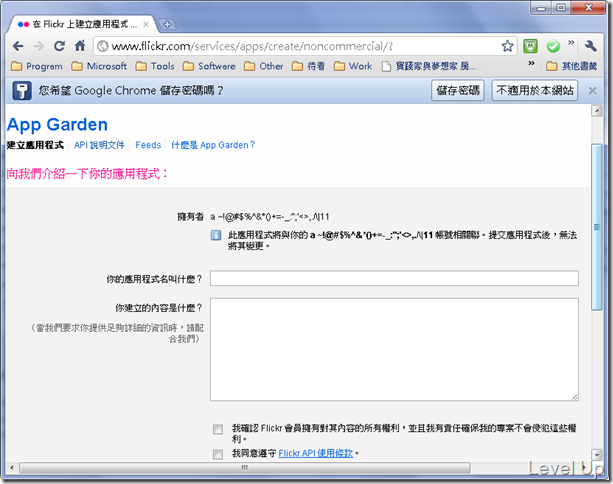 在 Flickr 上建立應用程式 ...
www.flickr.com/services/apps/create/noncommercial/?
Program Microsoft Tools Software Other 待看 Work 實踐家與夢想家 房... » 其他書籤
您希望 Google Chrome 儲存密碼嗎？ 儲存密碼 不適用於本網站
App Garden
建立應用程式 API 說明文件 Feeds 什麼是 App Garden？
向我們介紹一下你的應用程式：
擁有者 a ~!@#$%^&*()+=-_:";'<>,./\|11
此應用程式將與你的 a ~!@#$%^&*()+=-_:";'<>,./\|11 帳號相關聯。提交應用程式後，無法
將其變更。
你的應用程式名叫什麼？
你建立的內容是什麼？
（當我們要求你提供足夠詳細的資訊時，請配
合我們）
我確認 Flickr 會員擁有對其內容的所有權利，並且我有責任確保我的專案不會侵犯這些權
利。
我同意遵守 Flickr API 使用條款。
Level Up